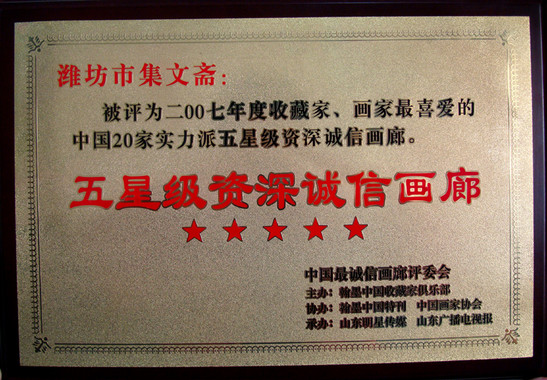 潍坊市集文斋：
被评为二00七年度收藏家、画家最喜爱的
中国20家实力派五星级资深诚信画廊。
五星级资深诚信画廊
中国最诚信画廊评委会
主办：翰墨中国收藏家俱乐部
协办：翰墨中国特刊 中国画家协会
承办：山东明星传媒 山东广播电视报